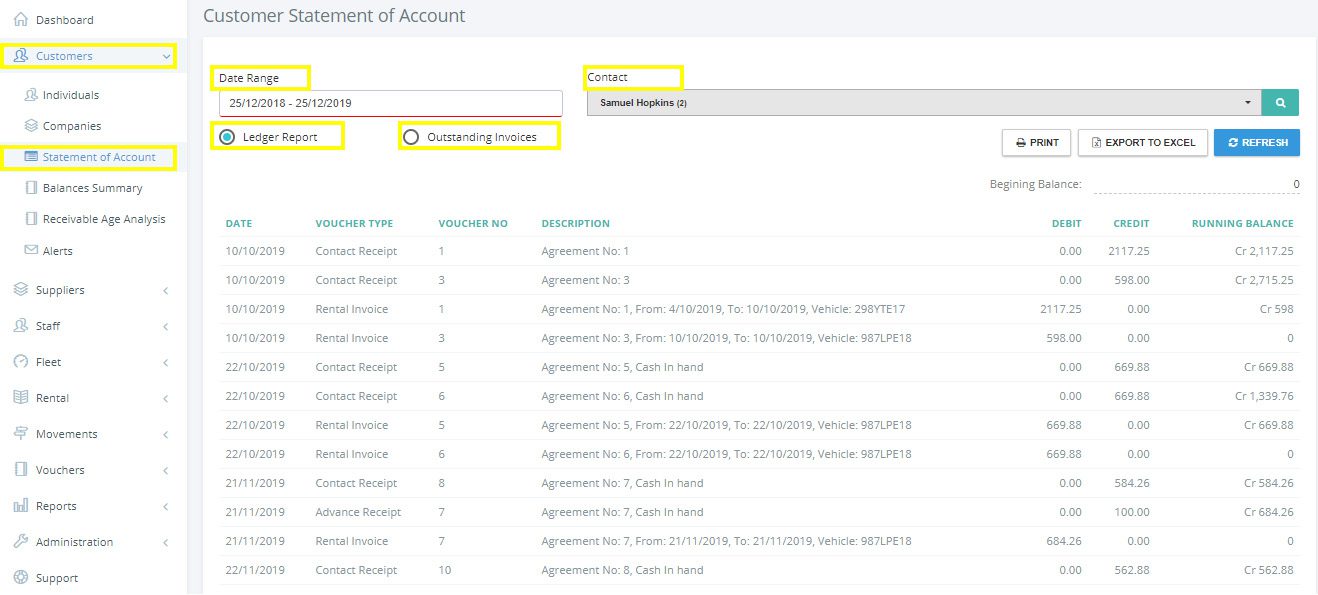 Dashboard
Customers
Individuals
Companies
Statement of Account
Balances Summary
Receivable Age Analysis
Alerts
Suppliers
Staff
Fleet
Rental
Movements
Vouchers
Reports
Administration
Support
Customer Statement of Account
Date Range
Contact
25/12/2018 - 25/12/2019
Samuel Hopkins (2)
Ledger Report Outstanding Invoices
PRINT EXPORT TO EXCEL REFRESH
Begining Balance: 0
DATE VOUCHER TYPE VOUCHER NO DESCRIPTION DEBIT CREDIT RUNNING BALANCE
10/10/2019 Contact Receipt 1 Agreement No: 1 0.00 2117.25 Cr 2,117.25
10/10/2019 Contact Receipt 3 Agreement No: 3 0.00 598.00 Cr 2,715.25
10/10/2019 Rental Invoice 1 Agreement No: 1, From: 4/10/2019, To: 10/10/2019, Vehicle: 298YTE17 2117.25 0.00 Cr 598
10/10/2019 Rental Invoice 3 Agreement No: 3, From: 10/10/2019, To: 10/10/2019, Vehicle: 987LPE18 598.00 0.00 0
22/10/2019 Contact Receipt 5 Agreement No: 5, Cash In hand 0.00 669.88 Cr 669.88
22/10/2019 Contact Receipt 6 Agreement No: 6, Cash In hand 0.00 669.88 Cr 1,339.76
22/10/2019 Rental Invoice 5 Agreement No: 5, From: 22/10/2019, To: 22/10/2019, Vehicle: 987LPE18 669.88 0.00 Cr 669.88
22/10/2019 Rental Invoice 6 Agreement No: 6, From: 22/10/2019, To: 22/10/2019, Vehicle: 987LPE18 669.88 0.00 0
21/11/2019 Contact Receipt 8 Agreement No: 7, Cash In hand 0.00 584.26 Cr 584.26
21/11/2019 Advance Receipt 7 Agreement No: 7, Cash In hand 0.00 100.00 Cr 684.26
21/11/2019 Rental Invoice 7 Agreement No: 7, From: 21/11/2019, To: 21/11/2019, Vehicle: 987LPE18 684.26 0.00 0
22/11/2019 Contact Receipt 10 Agreement No: 8, Cash In hand 0.00 562.88 Cr 562.88